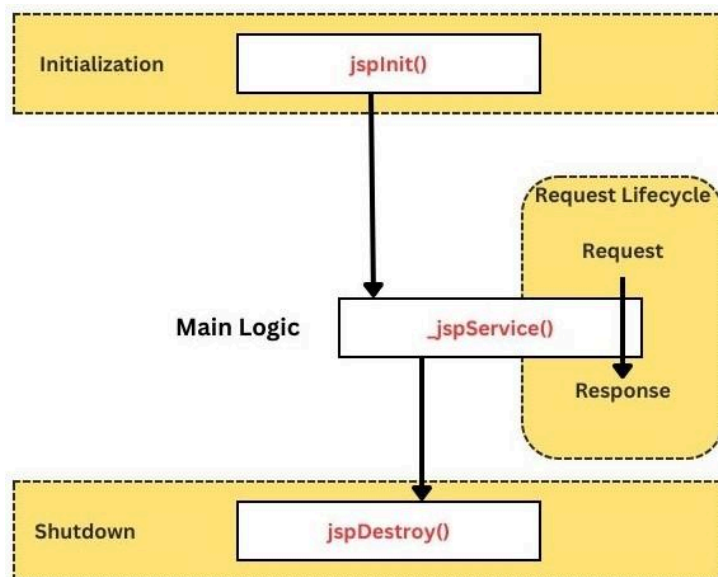 Initialization
jspInit()
Request Lifecycle
Request
Main Logic
_jspService()
Response
Shutdown
jspDestroy()